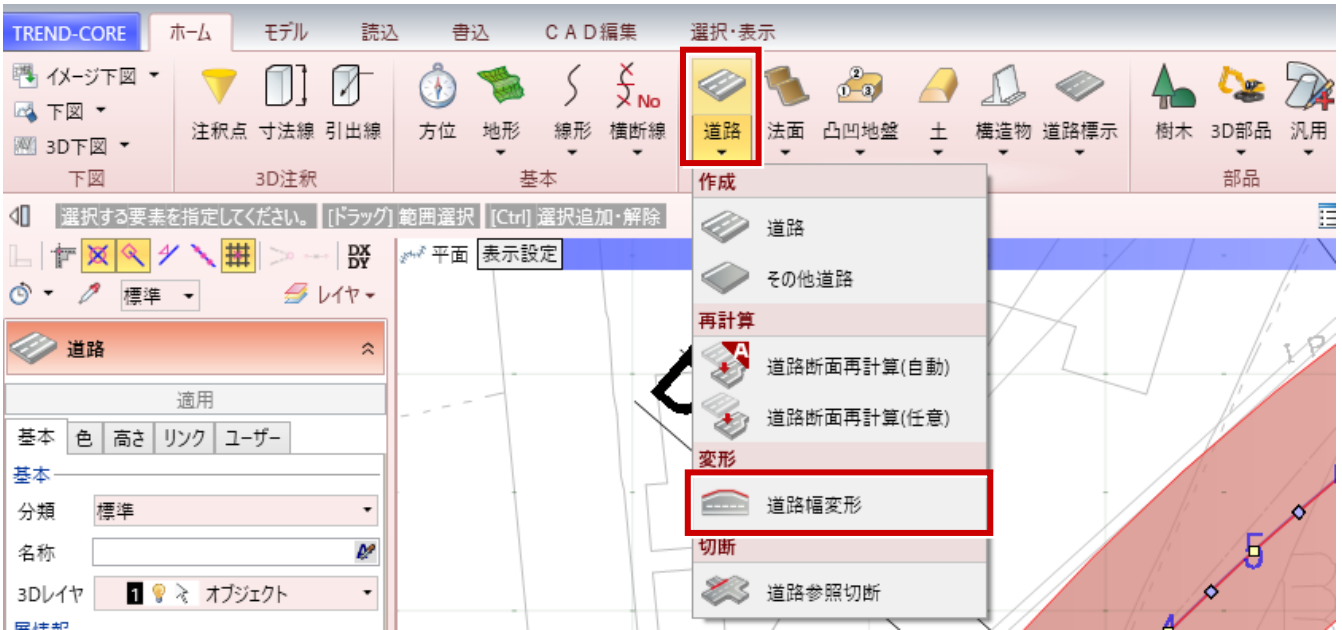 TREND-CORE ホーム モデル 読込 書込 CAD編集 選択・表示
イメージ下図
下図
3D下図
注釈点 寸法線 引出線 方位 地形 線形 横断線 道路 法面 凸凹地盤 土 構造物 道路標示 樹木 3D部品 汎用
No
① ② ③
下図 3D注釈 基本 部品
選択する要素を指定してください。 [ドラッグ] 範囲選択 [Ctrl] 選択追加・解除
DX
DY
平面 表示設定
標準 レイヤ
道路
適用
基本 色 高さ リンク ユーザー
基本
分類 標準
名称
3Dレイヤ 1 オブジェクト
層情報
作成
道路
その他道路
再計算
A
道路断面再計算(自動)
道路断面再計算(任意)
変形
道路幅変形
切断
道路参照切断
IP
5
4